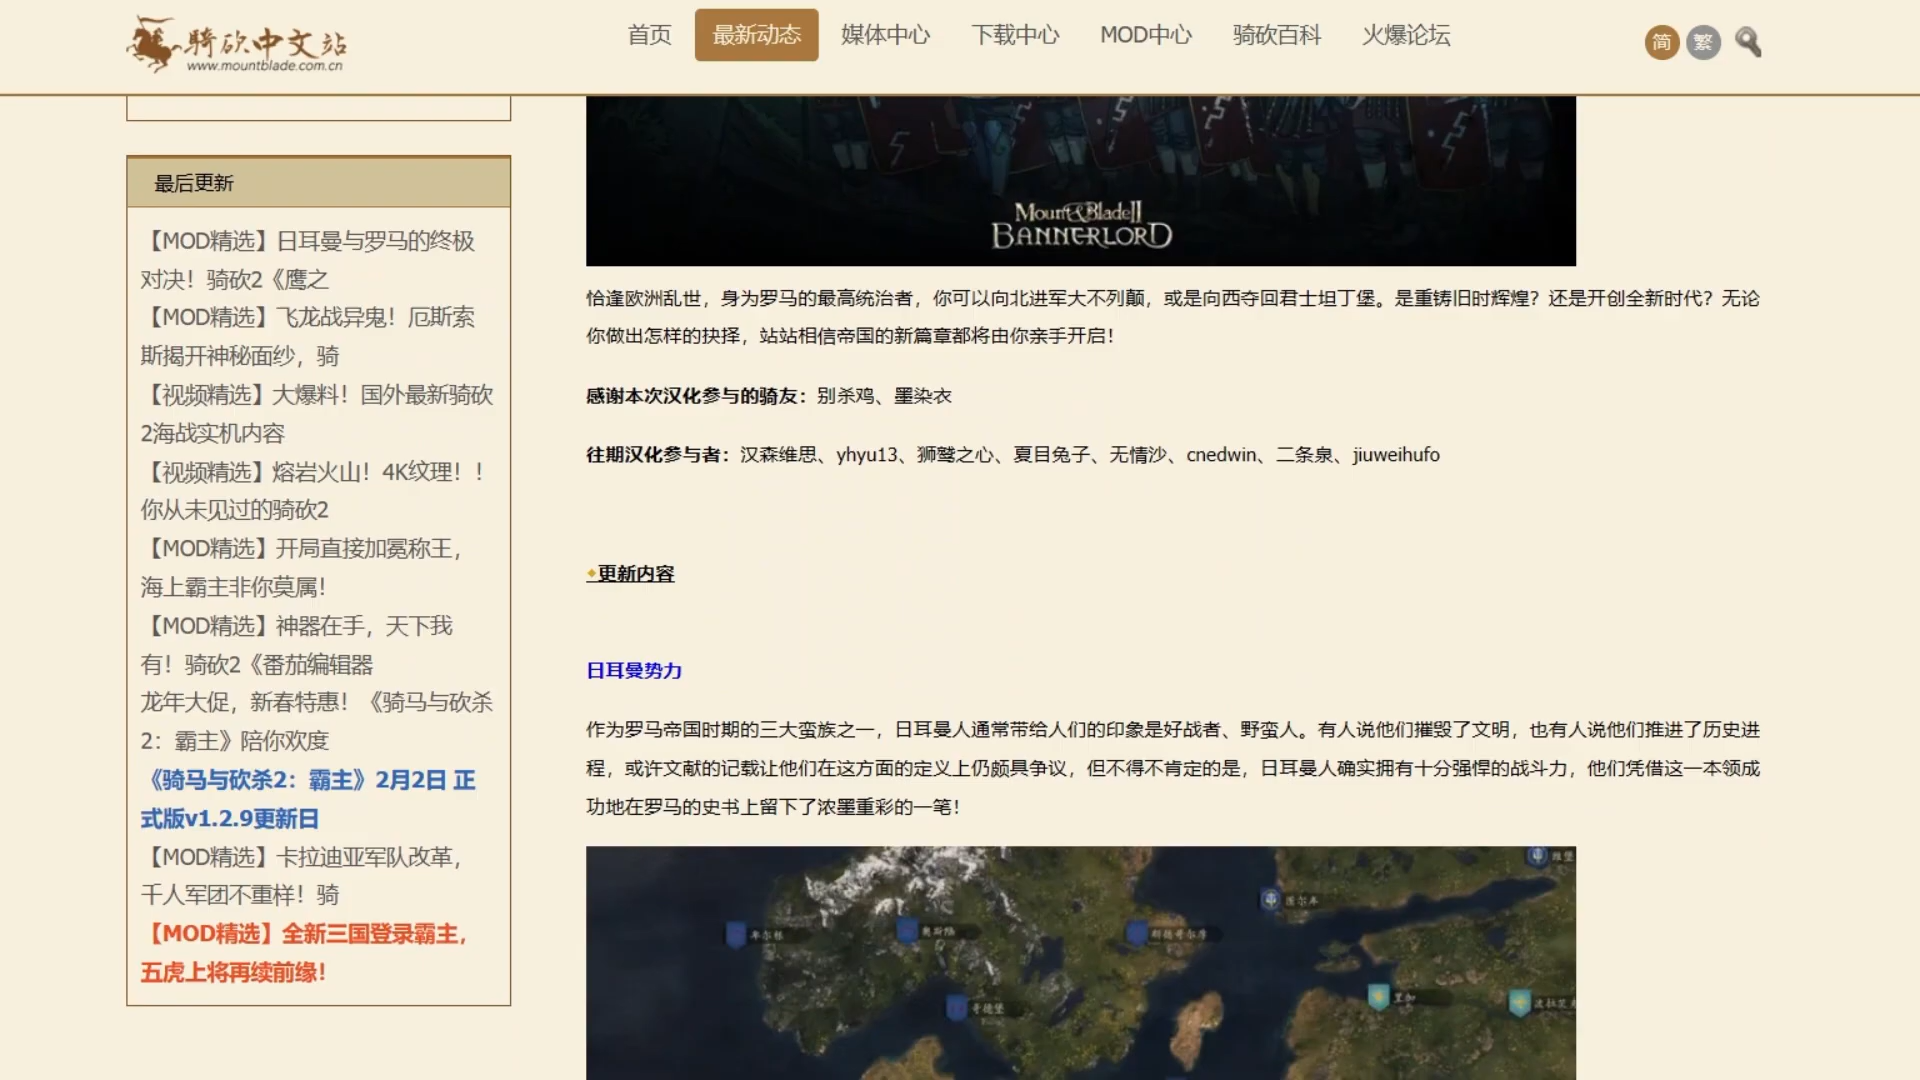 骑砍中文站
www.mountblade.com.cn
首页
最新动态
媒体中心
下载中心
MOD中心
骑砍百科
火爆论坛
简
繁
最后更新
【MOD精选】日耳曼与罗马的终极
对决！骑砍2《鹰之
【MOD精选】飞龙战异鬼！厄斯索
斯揭开神秘面纱，骑
【视频精选】大爆料！国外最新骑砍
2海战实机内容
【视频精选】熔岩火山！4K纹理！！
你从未见过的骑砍2
【MOD精选】开局直接加冕称王，
海上霸主非你莫属！
【MOD精选】神器在手，天下我
有！骑砍2《番茄编辑器
龙年大促，新春特惠！《骑马与砍杀
2：霸主》陪你欢度
《骑马与砍杀2：霸主》2月2日 正
式版v1.2.9更新日
【MOD精选】卡拉迪亚军队改革，
千人军团不重样！骑
【MOD精选】全新三国登录霸主，
五虎上将再续前缘！
Mount&Blade II
BANNERLORD
恰逢欧洲乱世，身为罗马的最高统治者，你可以向北进军大不列颠，或是向西夺回君士坦丁堡。是重铸旧时辉煌？还是开创全新时代？无论
你做出怎样的抉择，站站相信帝国的新篇章都将由你亲手开启！
感谢本次汉化参与的骑友：别杀鸡、墨染衣
往期汉化参与者：汉森维思、yhyu13、狮鹫之心、夏目兔子、无情沙、cnedwin、二条泉、jiuweihufo
更新内容
日耳曼势力
作为罗马帝国时期的三大蛮族之一，日耳曼人通常带给人们的印象是好战者、野蛮人。有人说他们摧毁了文明，也有人说他们推进了历史进
程，或许文献的记载让他们在这方面的定义上仍颇具争议，但不得不肯定的是，日耳曼人确实拥有十分强悍的战斗力，他们凭借这一本领成
功地在罗马的史书上留下了浓墨重彩的一笔！
卑尔根
奥斯陆
图尔库
哥德堡
里加